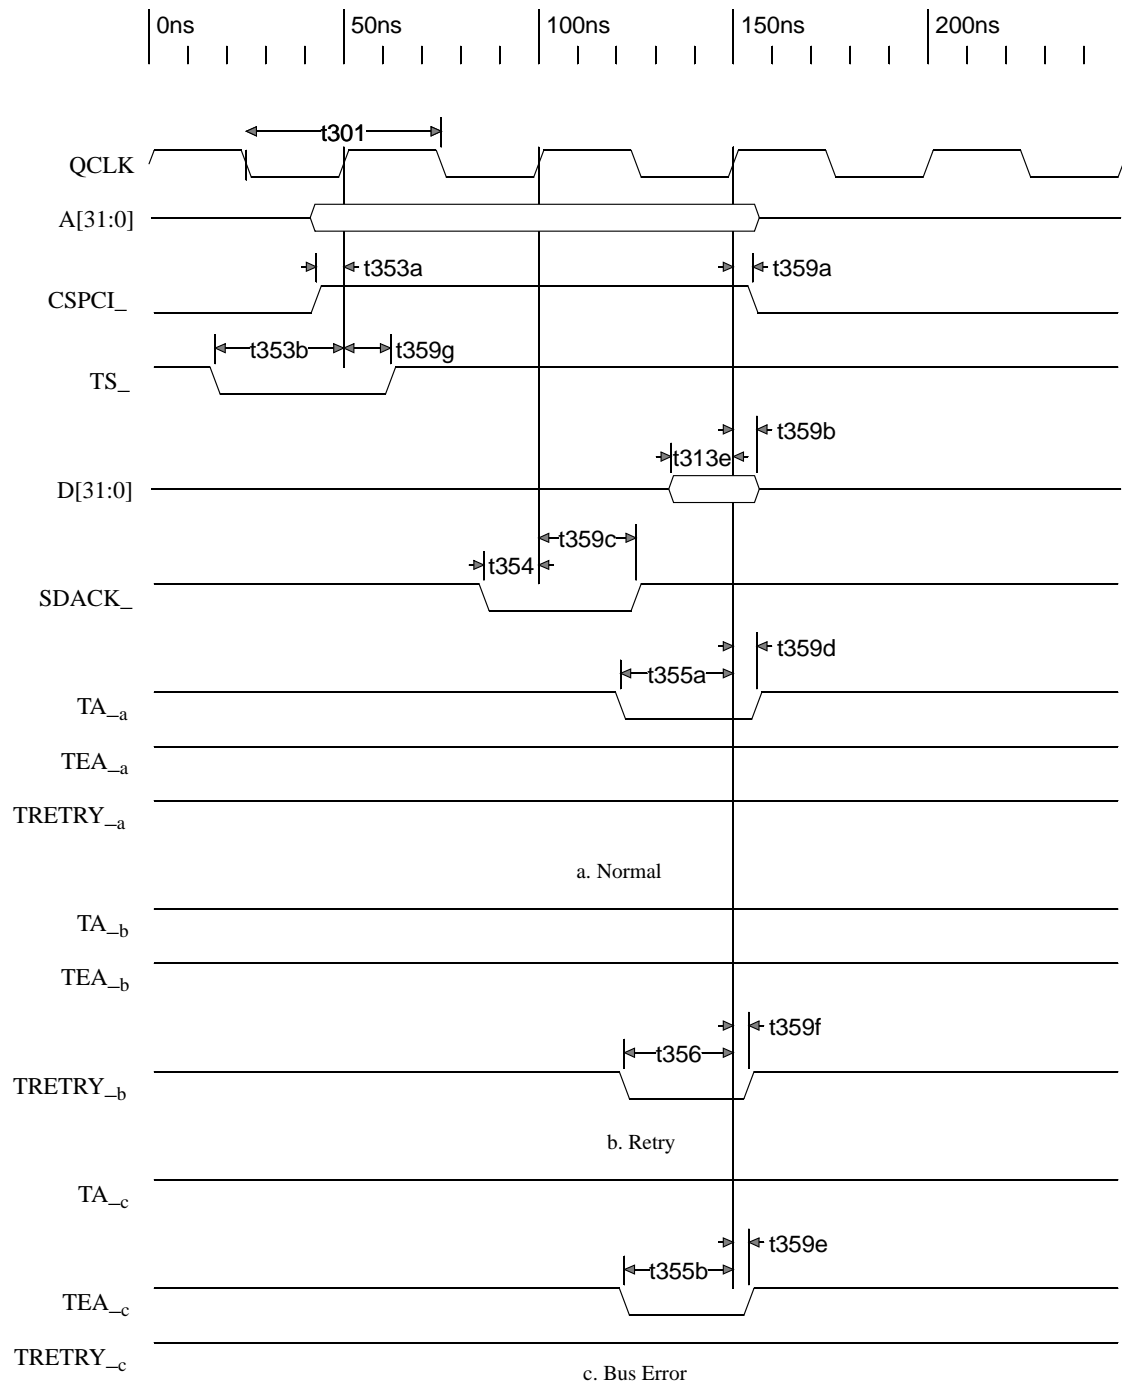 0ns 50ns 100ns 150ns 200ns
t301
QCLK
A[31:0]
t353a t359a
CSPCI_
t353b t359g
TS_
t359b
t313e
D[31:0]
t359c
t354
SDACK_
t359d
t355a
TA_a
TEA_a
TRETRY_a
a. Normal
TA_b
TEA_b
t359f
t356
TRETRY_b
b. Retry
TA_c
t359e
t355b
TEA_c
TRETRY_c
c. Bus Error